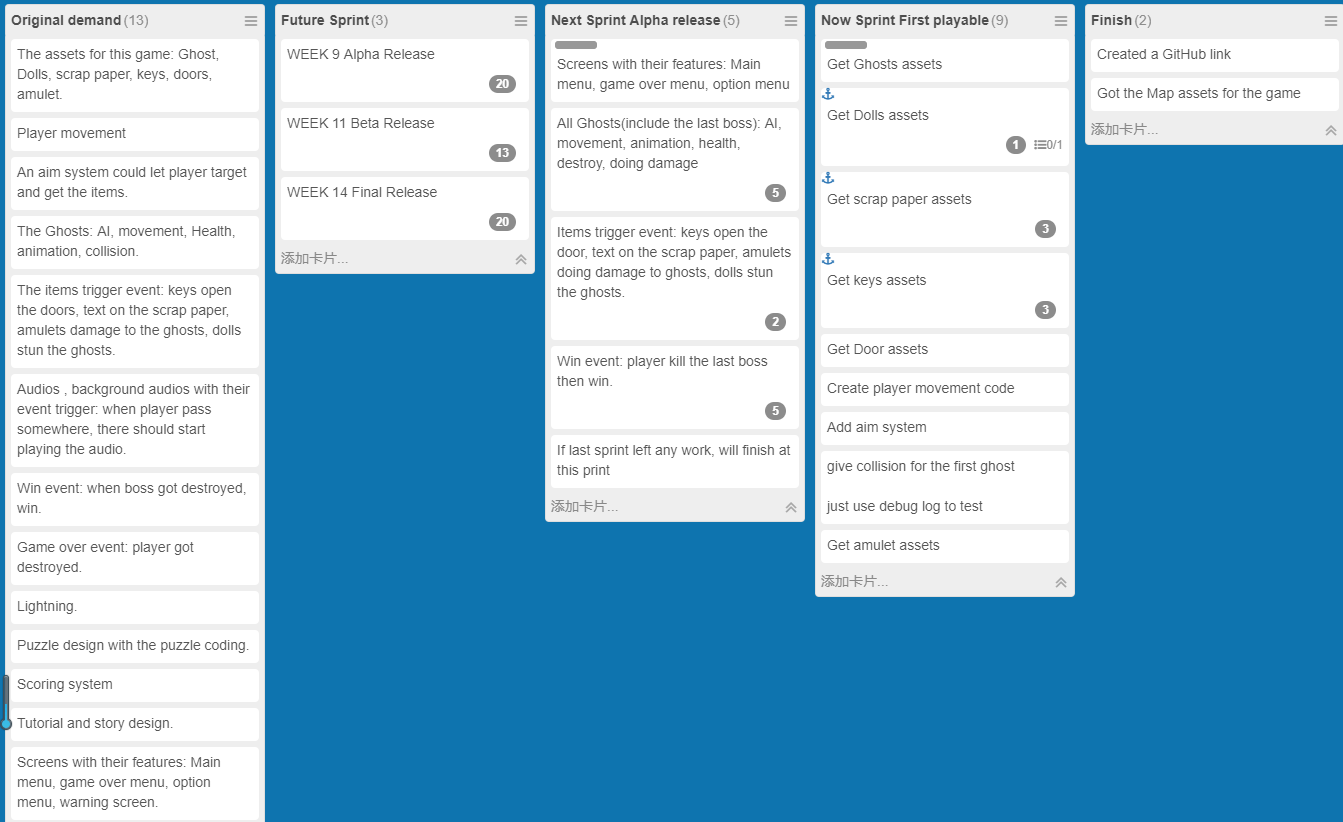 Original demand (13)
The assets for this game: Ghost,
Dolls, scrap paper, keys, doors,
amulet.
Player movement
An aim system could let player target
and get the items.
The Ghosts: AI, movement, Health,
animation, collision.
The items trigger event: keys open
the doors, text on the scrap paper,
amulets damage to the ghosts, dolls
stun the ghosts.
Audios , background audios with their
event trigger: when player pass
somewhere, there should start
playing the audio.
Win event: when boss got destroyed,
win.
Game over event: player got
destroyed.
Lightning.
Puzzle design with the puzzle coding.
Scoring system
Tutorial and story design.
Screens with their features: Main
menu, game over menu, option
menu, warning screen.
Future Sprint (3)
WEEK 9 Alpha Release
20
WEEK 11 Beta Release
13
WEEK 14 Final Release
20
添加卡片...
Next Sprint Alpha release (5)
Screens with their features: Main
menu, game over menu, option menu
All Ghosts(include the last boss): AI,
movement, animation, health,
destroy, doing damage
5
Items trigger event: keys open the
door, text on the scrap paper, amulets
doing damage to ghosts, dolls stun
the ghosts.
2
Win event: player kill the last boss
then win.
5
If last sprint left any work, will finish at
this print
添加卡片...
Now Sprint First playable (9)
Get Ghosts assets
Get Dolls assets
1 0/1
Get scrap paper assets
3
Get keys assets
3
Get Door assets
Create player movement code
Add aim system
give collision for the first ghost
just use debug log to test
Get amulet assets
添加卡片...
Finish (2)
Created a GitHub link
Got the Map assets for the game
添加卡片...